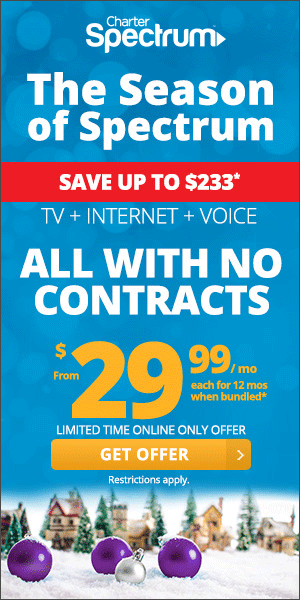 Charter
Spectrum
The Season
of Spectrum
SAVE UP TO $233*
TV + INTERNET + VOICE
ALL WITH NO
CONTRACTS
From $29.99/mo
each for 12 mos
when bundled*
LIMITED TIME ONLINE ONLY OFFER
GET OFFER >
Restrictions apply.